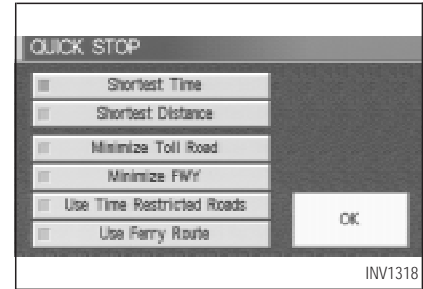 QUICK STOP
Shortest Time
Shortest Distance
Minimize Toll Road
Minimize FWY
Use Time Restricted Roads
Use Ferry Route
OK
INV1318